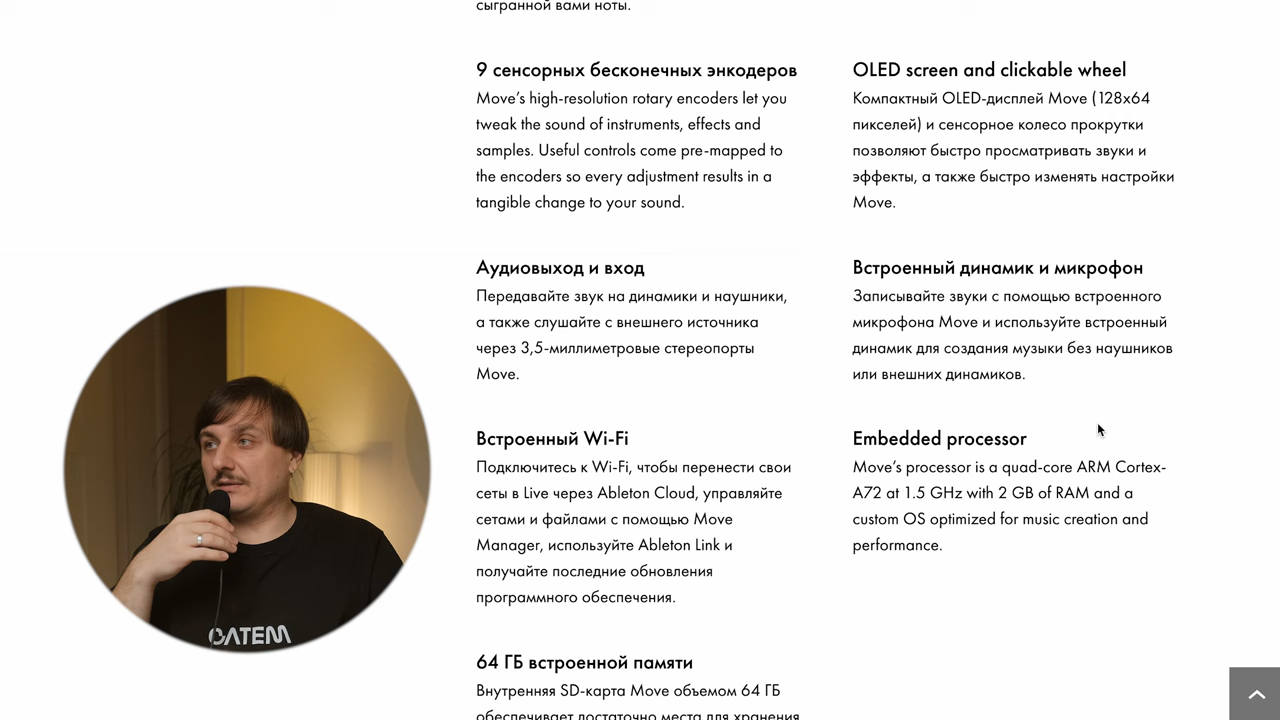 сыгранной вами ноты.
9 сенсорных бесконечных энкодеров
Move’s high-resolution rotary encoders let you
tweak the sound of instruments, effects and
samples. Useful controls come pre-mapped to
the encoders so every adjustment results in a
tangible change to your sound.
OLED screen and clickable wheel
Компактный OLED-дисплей Move (128x64
пикселей) и сенсорное колесо прокрутки
позволяют быстро просматривать звуки и
эффекты, а также быстро изменять настройки
Move.
Аудиовыход и вход
Передавайте звук на динамики и наушники,
а также слушайте с внешнего источника
через 3,5-миллиметровые стереопорты
Move.
Встроенный динамик и микрофон
Записывайте звуки с помощью встроенного
микрофона Move и используйте встроенный
динамик для создания музыки без наушников
или внешних динамиков.
Встроенный Wi-Fi
Подключитесь к Wi-Fi, чтобы перенести свои
сеты в Live через Ableton Cloud, управляйте
сетами и файлами с помощью Move
Manager, используйте Ableton Link и
получайте последние обновления
программного обеспечения.
Embedded processor
Move’s processor is a quad-core ARM Cortex-
A72 at 1.5 GHz with 2 GB of RAM and a
custom OS optimized for music creation and
performance.
64 ГБ встроенной памяти
Внутренняя SD-карта Move объемом 64 ГБ
обеспечивает достаточно места для хранения
OATEM